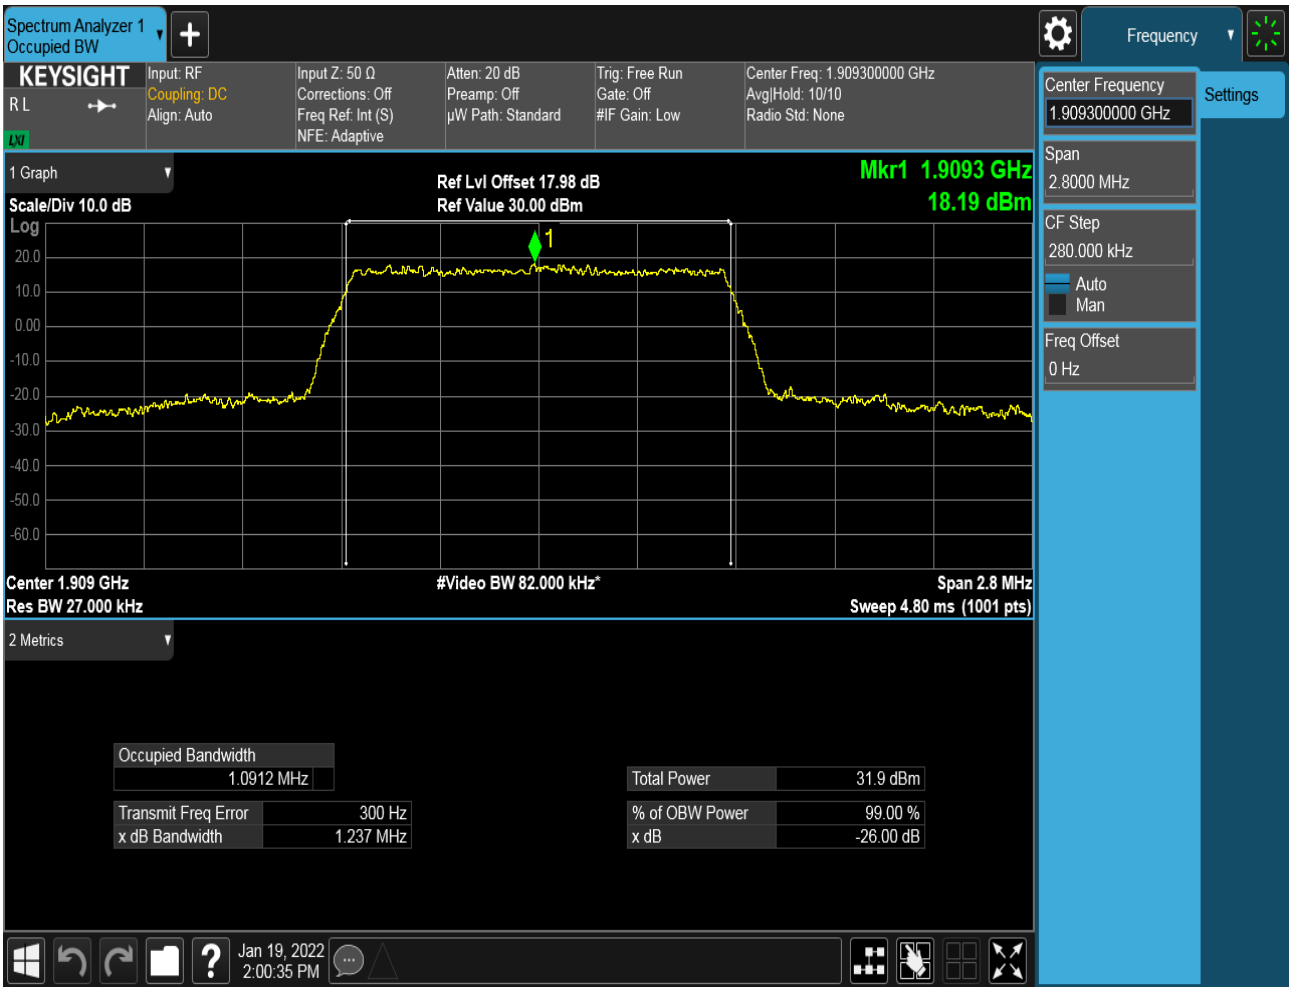 Spectrum Analyzer 1
Occupied BW
Frequency
KEYSIGHT
R L
LXI
Input: RF
Coupling: DC
Align: Auto
Input Z: 50 Ω
Corrections: Off
Freq Ref: Int (S)
NFE: Adaptive
Atten: 20 dB
Preamp: Off
µW Path: Standard
Trig: Free Run
Gate: Off
#IF Gain: Low
Center Freq: 1.909300000 GHz
Avg|Hold: 10/10
Radio Std: None
Center Frequency
1.909300000 GHz
Settings
Span
2.8000 MHz
CF Step
280.000 kHz
Auto
Man
Freq Offset
0 Hz
1 Graph
Scale/Div 10.0 dB
Ref Lvl Offset 17.98 dB
Ref Value 30.00 dBm
Mkr1 1.9093 GHz
18.19 dBm
Log
1
20.0
10.0
0.00
-10.0
-20.0
-30.0
-40.0
-50.0
-60.0
Center 1.909 GHz
#Video BW 82.000 kHz*
Span 2.8 MHz
Res BW 27.000 kHz
Sweep 4.80 ms (1001 pts)
2 Metrics
Occupied Bandwidth
1.0912 MHz
Total Power 31.9 dBm
Transmit Freq Error 300 Hz
% of OBW Power 99.00 %
x dB Bandwidth 1.237 MHz
x dB -26.00 dB
?
Jan 19, 2022
2:00:35 PM